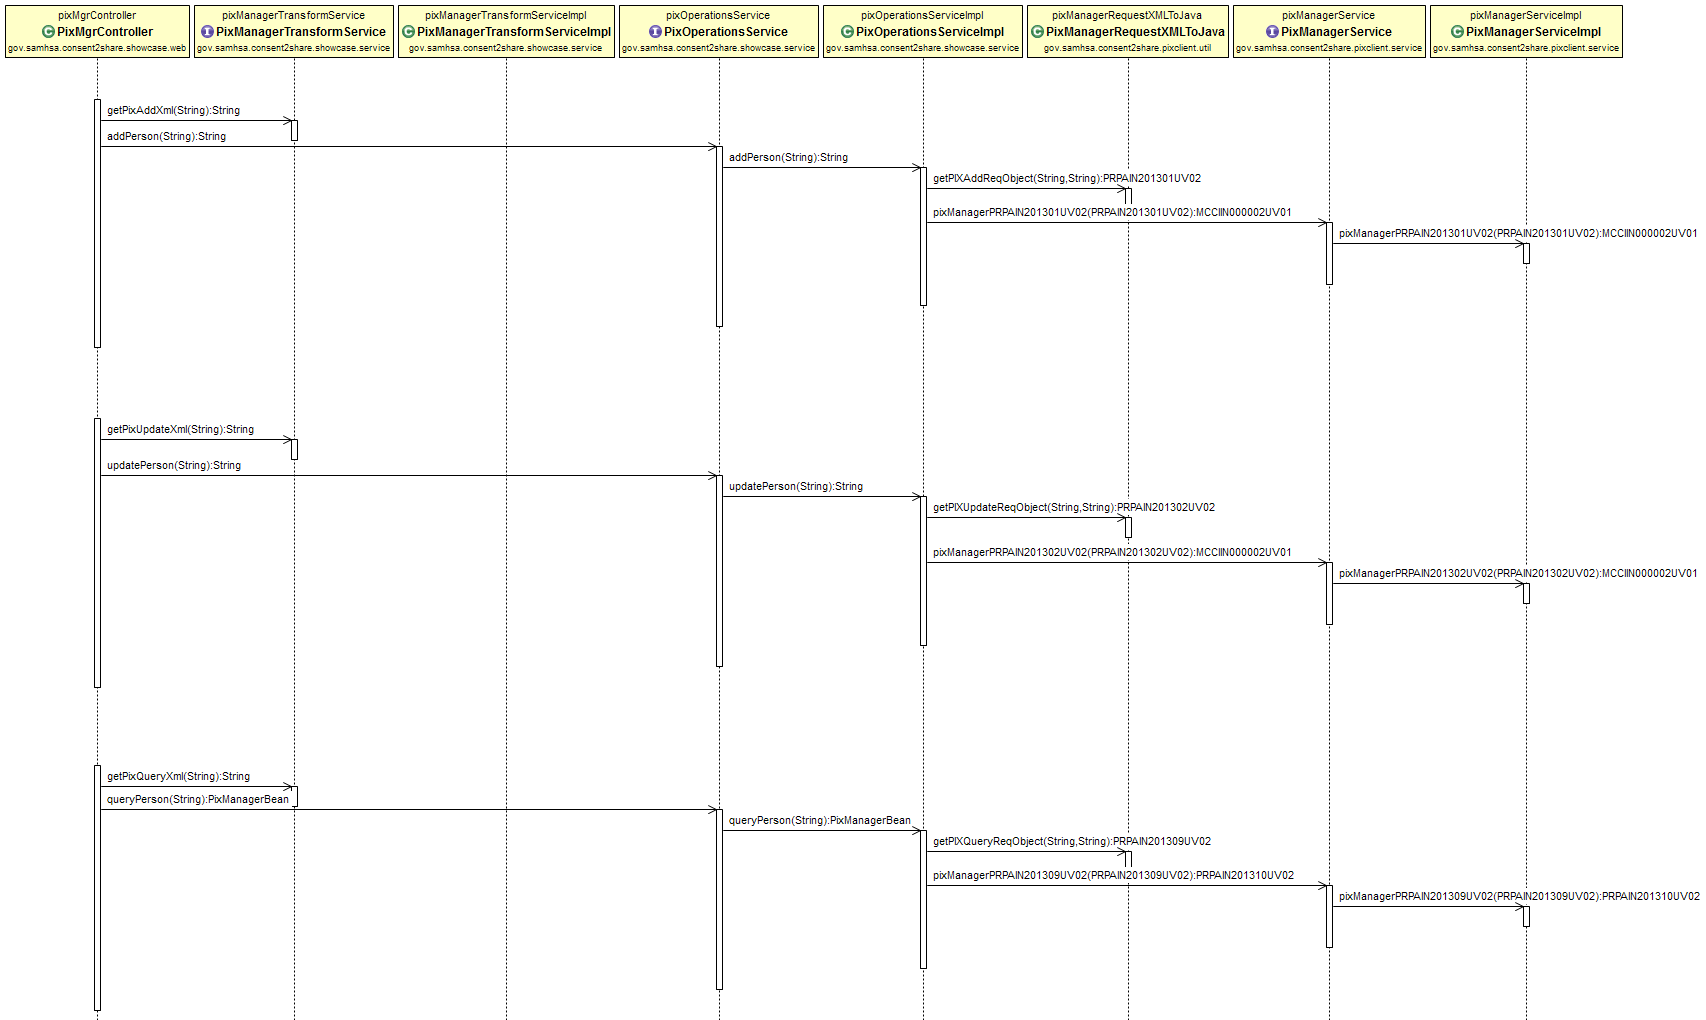 pixMgrController
PixMgrController
gov.samhsa.consent2share.showcase.web
pixManagerTransformService
PixManagerTransformService
gov.samhsa.consent2share.showcase.service
pixManagerTransformServiceImpl
PixManagerTransformServiceImpl
gov.samhsa.consent2share.showcase.service
pixOperationsService
PixOperationsService
gov.samhsa.consent2share.showcase.service
pixOperationsServiceImpl
PixOperationsServiceImpl
gov.samhsa.consent2share.showcase.service
pixManagerRequestXMLToJava
PixManagerRequestXMLToJava
gov.samhsa.consent2share.pixclient.util
pixManagerService
PixManagerService
gov.samhsa.consent2share.pixclient.service
pixManagerServiceImpl
PixManagerServiceImpl
gov.samhsa.consent2share.pixclient.service
getPixAddXml(String):String
addPerson(String):String
addPerson(String):String
getPIXAddReqObject(String,String):PRPAIN201301UV02
pixManagerPRPAIN201301UV02(PRPAIN201301UV02):MCCIIN000002UV01
pixManagerPRPAIN201301UV02(PRPAIN201301UV02):MCCIIN000002UV01
getPixUpdateXml(String):String
updatePerson(String):String
updatePerson(String):String
getPIXUpdateReqObject(String,String):PRPAIN201302UV02
pixManagerPRPAIN201302UV02(PRPAIN201302UV02):MCCIIN000002UV01
pixManagerPRPAIN201302UV02(PRPAIN201302UV02):MCCIIN000002UV01
getPixQueryXml(String):String
queryPerson(String):PixManagerBean
queryPerson(String):PixManagerBean
getPIXQueryReqObject(String,String):PRPAIN201309UV02
pixManagerPRPAIN201309UV02(PRPAIN201309UV02):PRPAIN201310UV02
pixManagerPRPAIN201309UV02(PRPAIN201309UV02):PRPAIN201310UV02